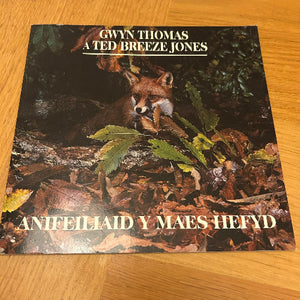 GWYN THOMAS
A TED BREEZE JONES
ANIFEILIAID Y MAES HEFYD